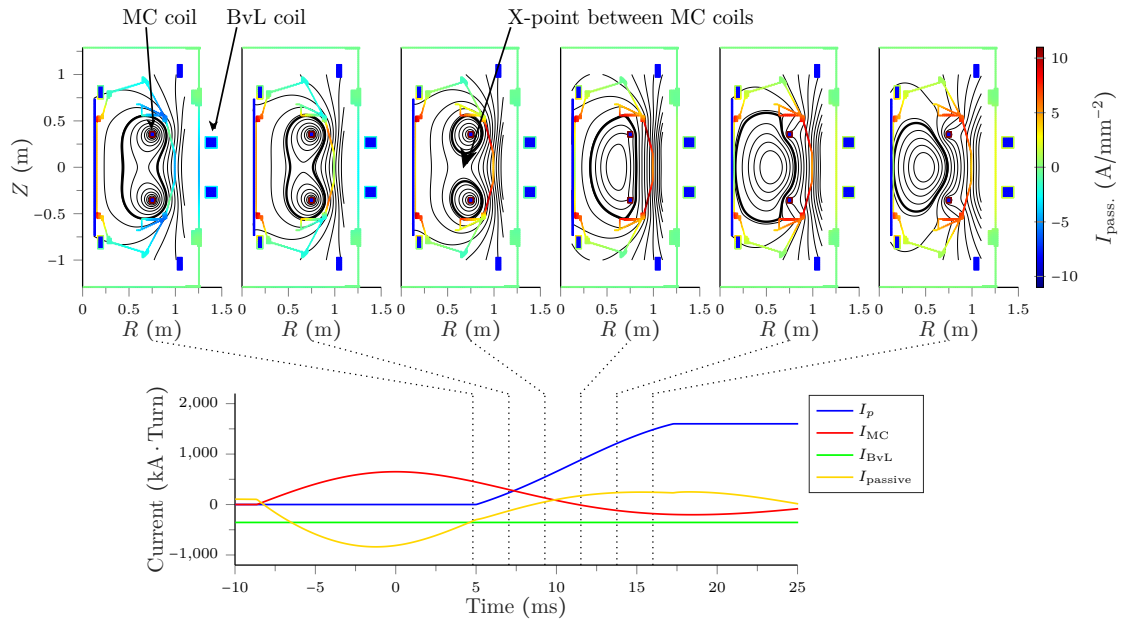 MC coil BvL coil X-point between MC coils
Z (m)
1
0.5
0
−0.5
−1
0 0.5 1 1.5
R (m)
0 0.5 1 1.5
R (m)
0 0.5 1 1.5
R (m)
0 0.5 1 1.5
R (m)
0 0.5 1 1.5
R (m)
0 0.5 1 1.5
R (m)
10
5
0
−5
−10
I_pass. (A/mm−2)
Current (kA · Turn)
2,000
1,000
0
−1,000
−10 −5 0 5 10 15 20 25
Time (ms)
I_p
I_MC
I_BvL
I_passive